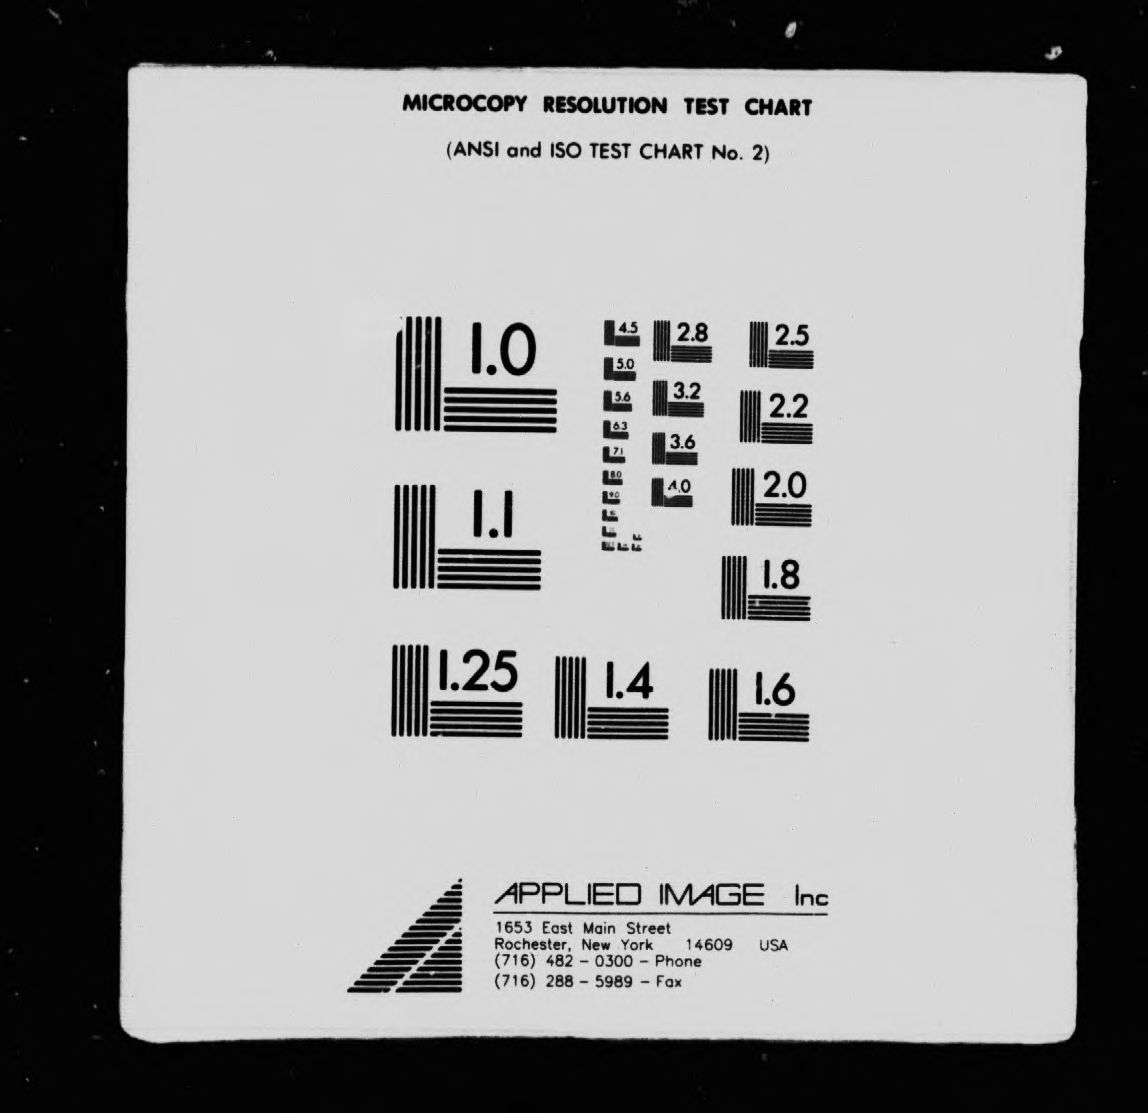 MICROCOPY RESOLUTION TEST CHART
(ANSI and ISO TEST CHART No. 2)
1.0
1.1
1.25
1.4
1.6
1.8
2.0
2.2
2.5
2.8
3.2
3.6
4.0
4.5
5.0
5.6
6.3
7.1
8.0
9.0
APPLIED IMAGE Inc
1653 East Main Street
Rochester, New York 14609 USA
(716) 482 - 0300 - Phone
(716) 288 - 5989 - Fax